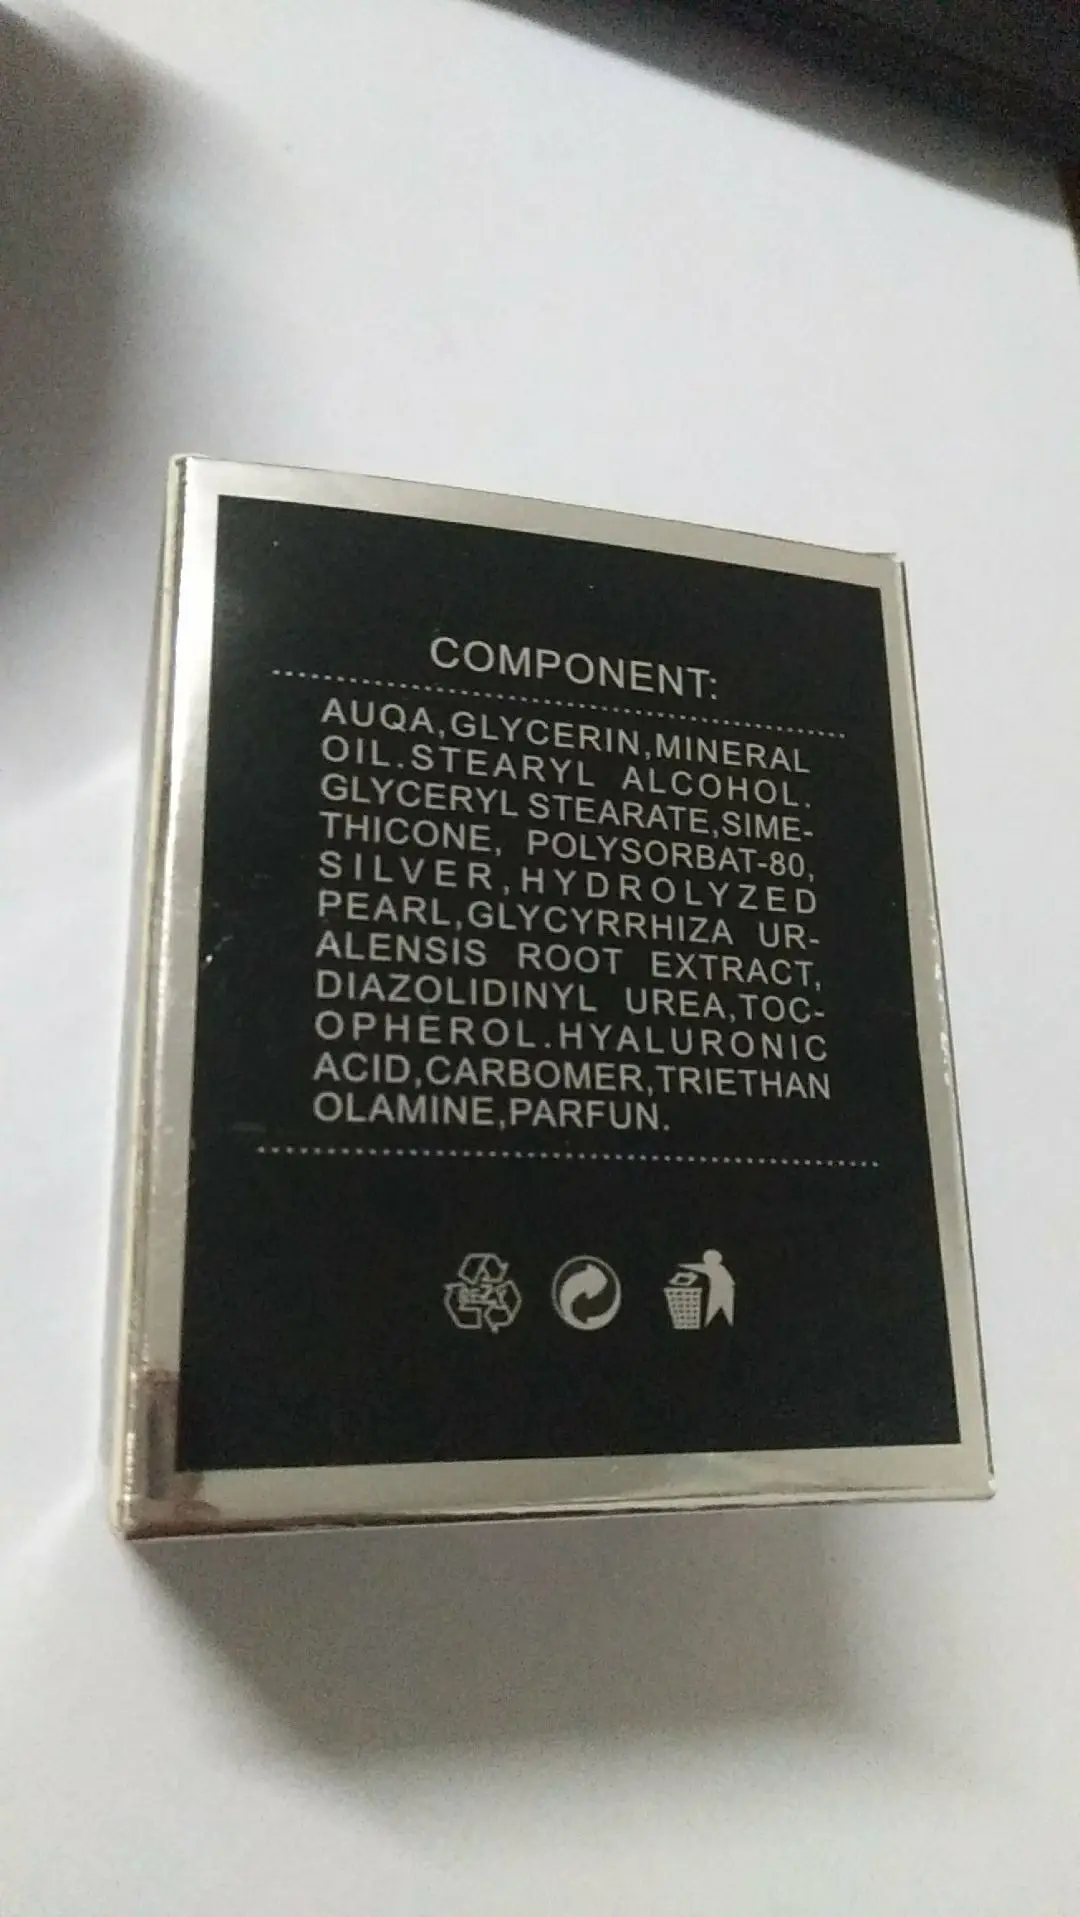 COMPONENT:
AUQA,GLYCERIN,MINERAL
OIL.STEARYL ALCOHOL.
GLYCERYL STEARATE,SIME-
THICONE, POLYSORBAT-80,
SILVER,HYDROLYZED
PEARL,GLYCYRRHIZA UR-
ALENSIS ROOT EXTRACT,
DIAZOLIDINYL UREA,TOC-
OPHEROL.HYALURONIC
ACID,CARBOMER,TRIETHAN
OLAMINE,PARFUN.